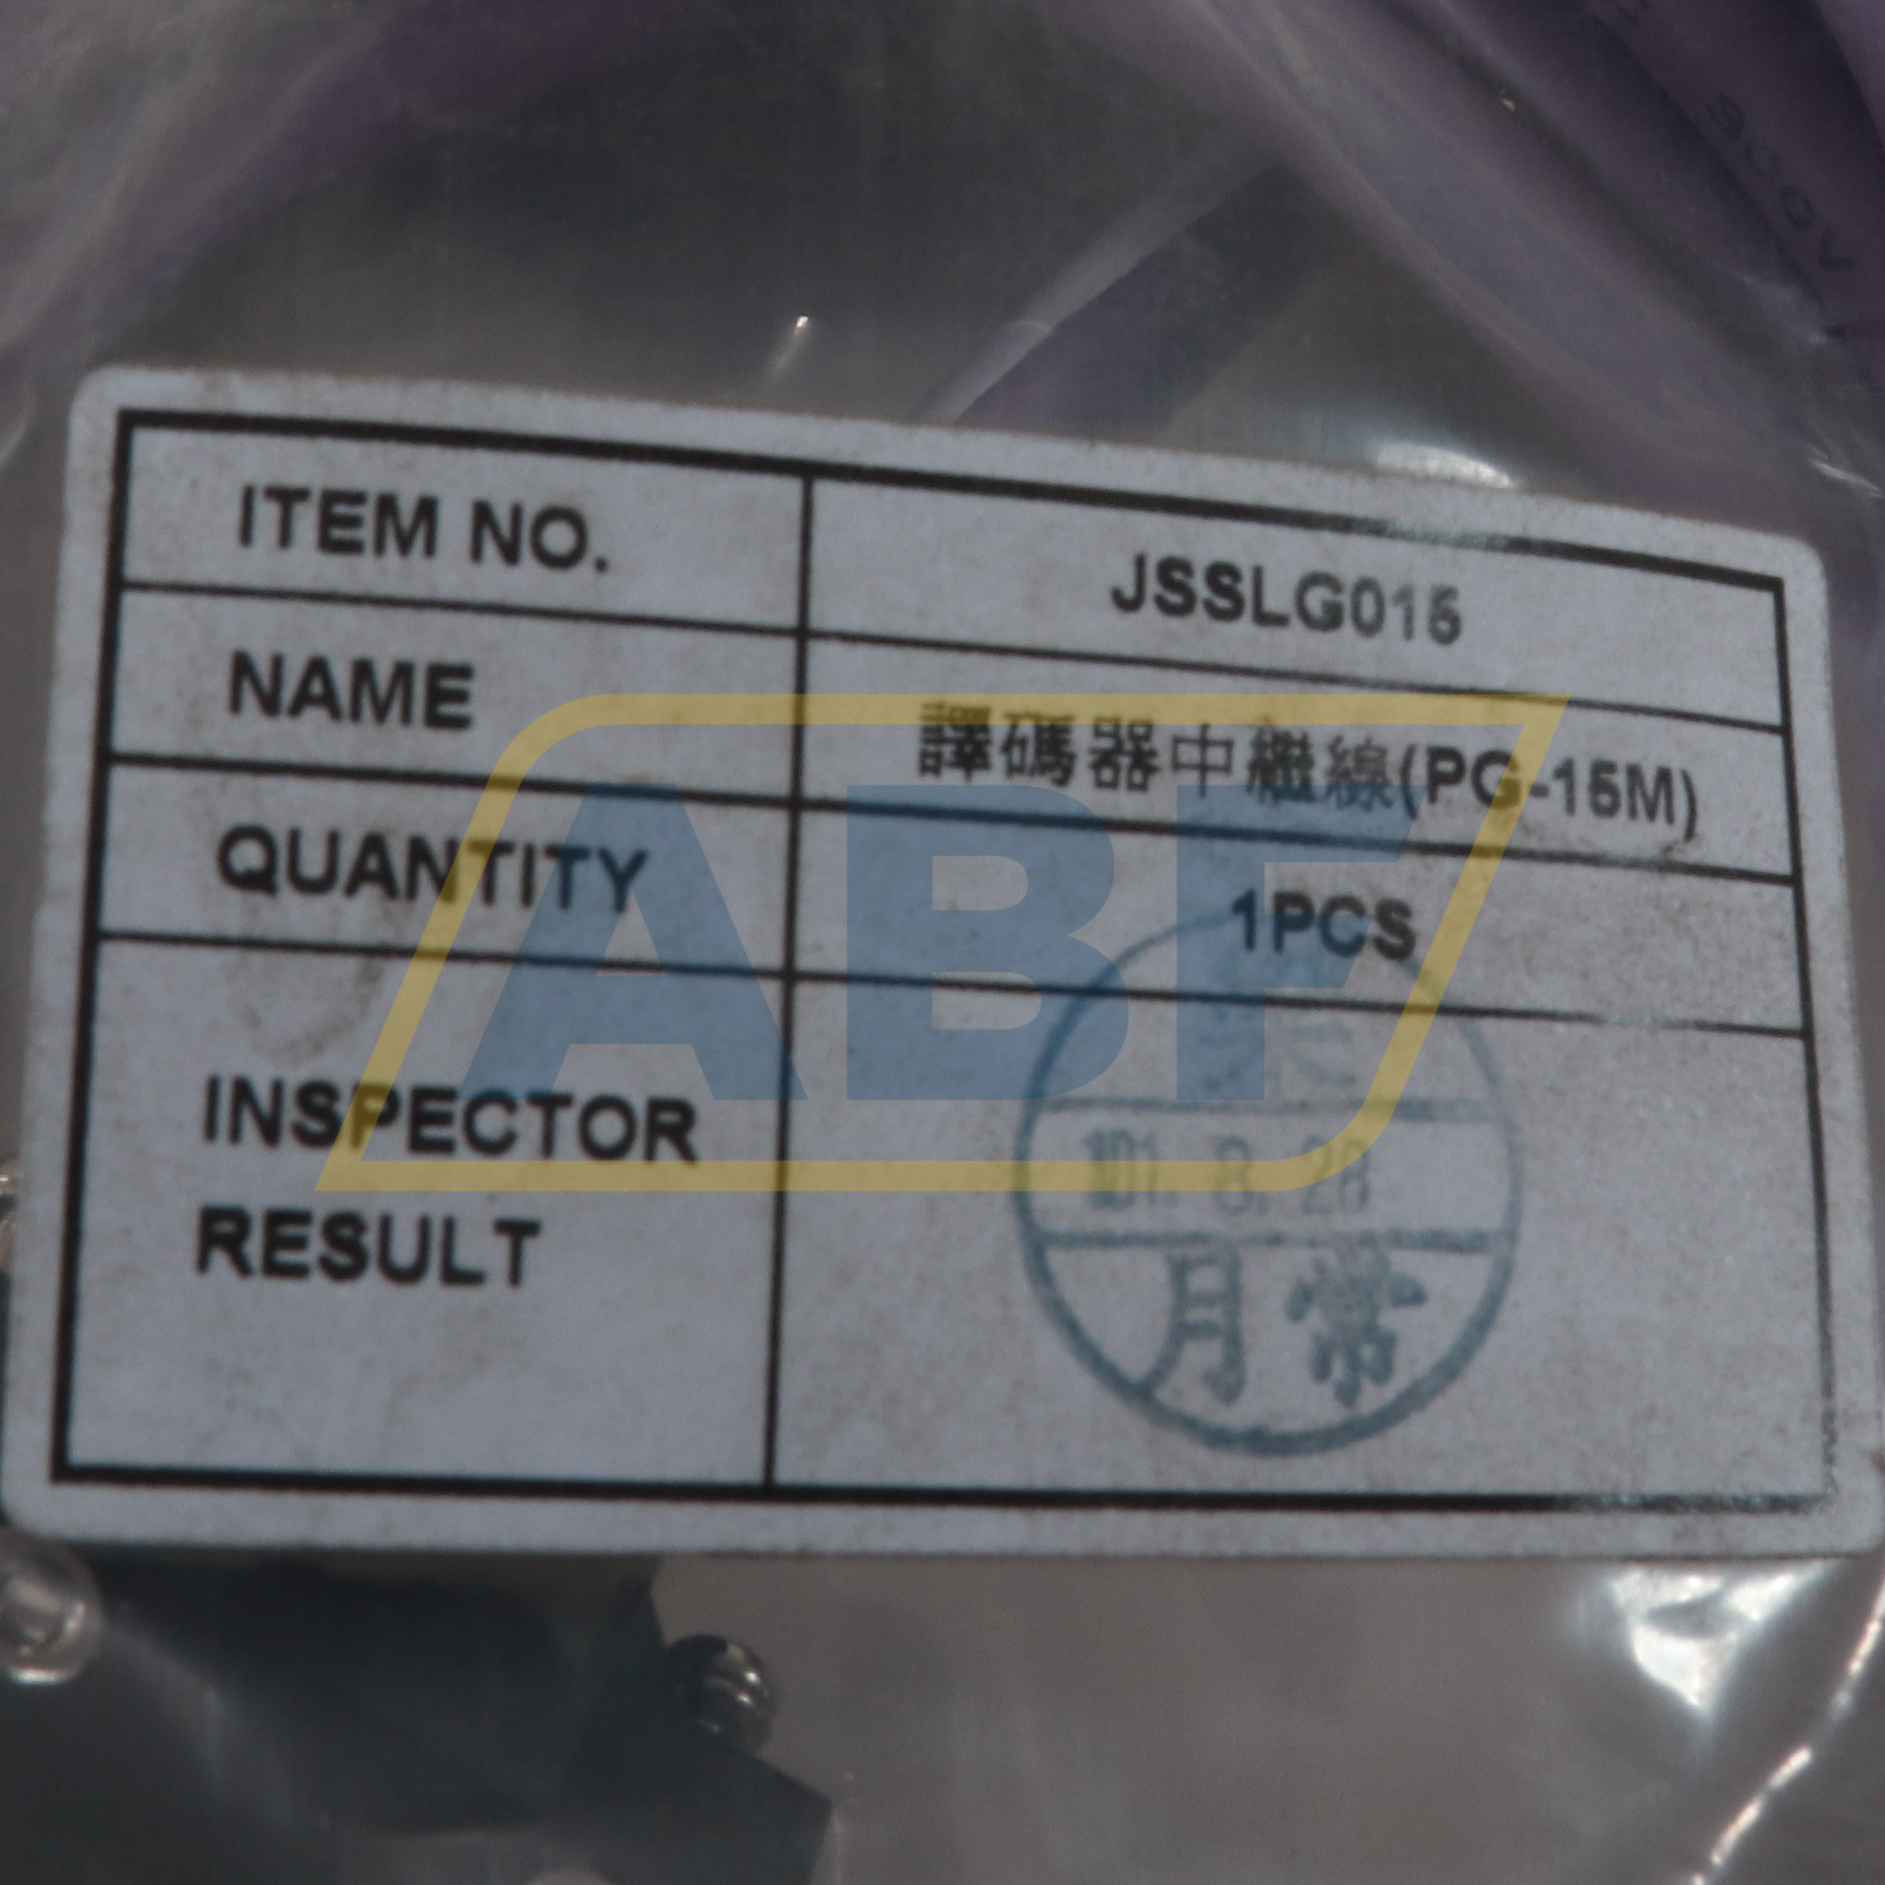 300V
ITEM NO. JSSLG015
NAME 譯碼器中繼線(PG-15M)
QUANTITY 1PCS
INSPECTOR
RESULT
101. 8. 28
月常
ABF